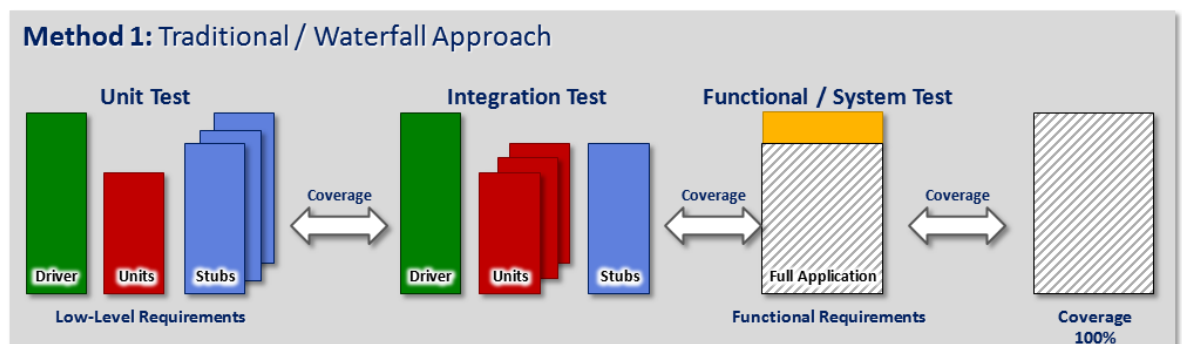 Method 1: Traditional / Waterfall Approach
Unit Test
Integration Test
Functional / System Test
Coverage
Coverage
Coverage
Driver
Units
Stubs
Driver
Units
Stubs
Full Application
Low-Level Requirements
Functional Requirements
Coverage
100%